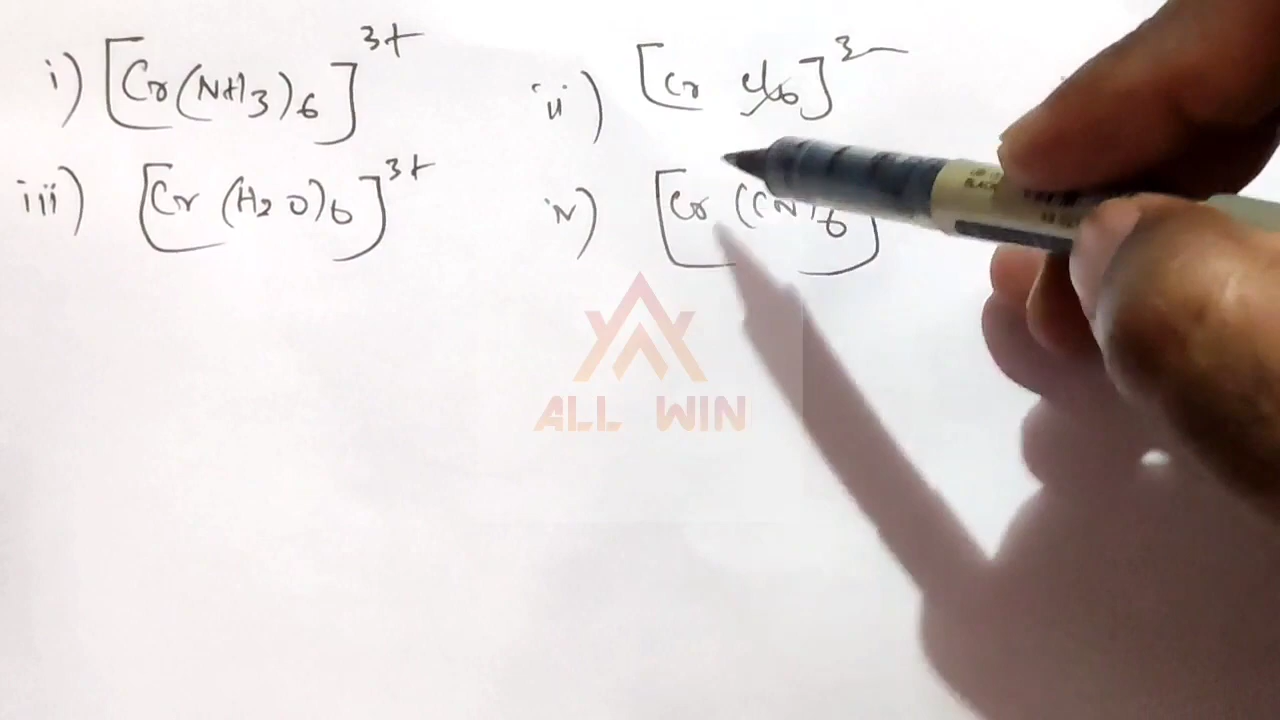 i) [Cr(NH3)6]3+ ii) [Cr Cl6]3-
iii) [Cr (H2O)6]3+ iv) [Cr (CN)6]
ALL WIN